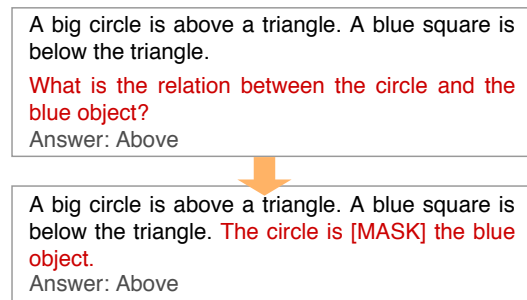 A big circle is above a triangle. A blue square is
below the triangle.
What is the relation between the circle and the
blue object?
Answer: Above
A big circle is above a triangle. A blue square is
below the triangle. The circle is [MASK] the blue
object.
Answer: Above